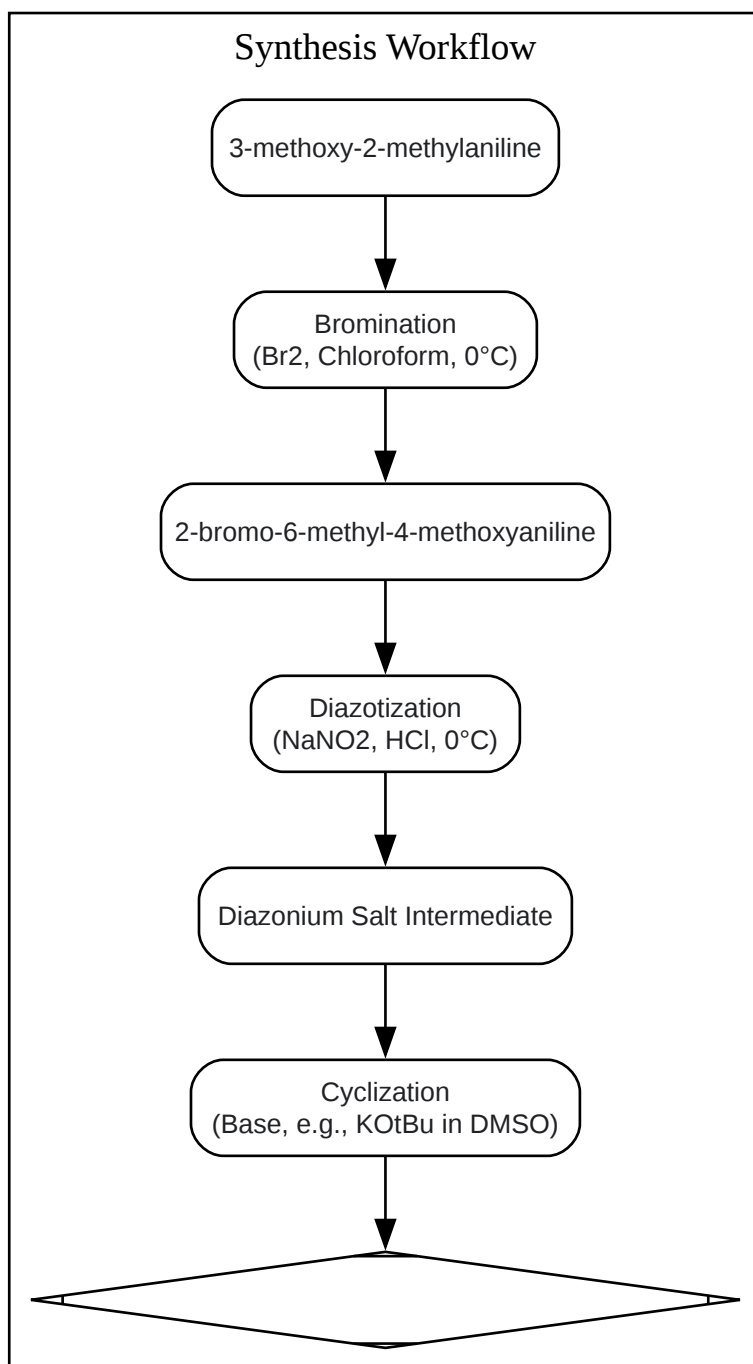 Synthesis Workflow
3-methoxy-2-methylaniline
Bromination
(Br2, Chloroform, 0°C)
2-bromo-6-methyl-4-methoxyaniline
Diazotization
(NaNO2, HCl, 0°C)
Diazonium Salt Intermediate
Cyclization
(Base, e.g., KOtBu in DMSO)